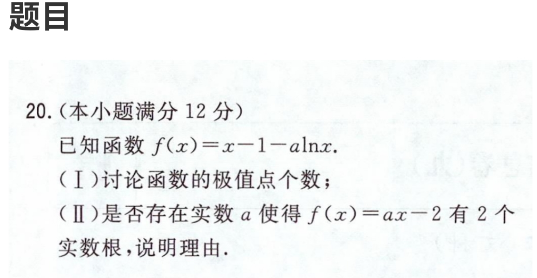 题目
20.(本小题满分 12 分)
已知函数 f(x)=x-1-alnx.
(Ⅰ)讨论函数的极值点个数;
(Ⅱ)是否存在实数 a 使得 f(x)=ax-2 有 2 个
实数根,说明理由.